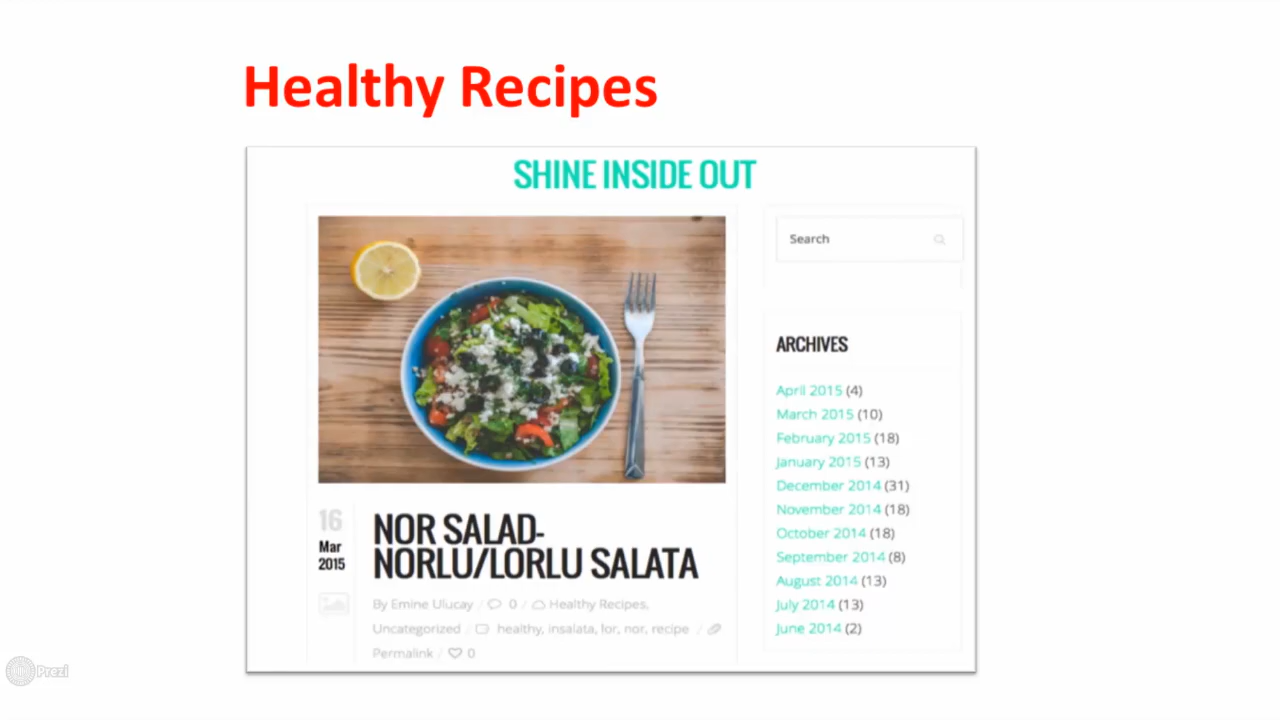 Healthy Recipes
SHINE INSIDE OUT
16
Mar
2015
NOR SALAD-
NORLU/LORLU SALATA
By Emine Ulucay / 0 / Healthy Recipes,
Uncategorized / healthy, insalata, lor, nor, recipe /
Permalink / 0
Search
ARCHIVES
April 2015 (4)
March 2015 (10)
February 2015 (18)
January 2015 (13)
December 2014 (31)
November 2014 (18)
October 2014 (18)
September 2014 (8)
August 2014 (13)
July 2014 (13)
June 2014 (2)
Prezi